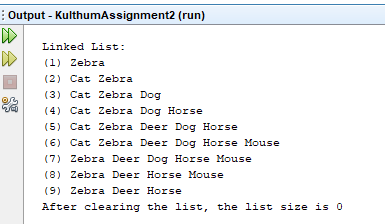 Output - KulthumAssignment2 (run)
Linked List:
(1) Zebra
(2) Cat Zebra
(3) Cat Zebra Dog
(4) Cat Zebra Dog Horse
(5) Cat Zebra Deer Dog Horse
(6) Cat Zebra Deer Dog Horse Mouse
(7) Zebra Deer Dog Horse Mouse
(8) Zebra Deer Horse Mouse
(9) Zebra Deer Horse
After clearing the list, the list size is 0